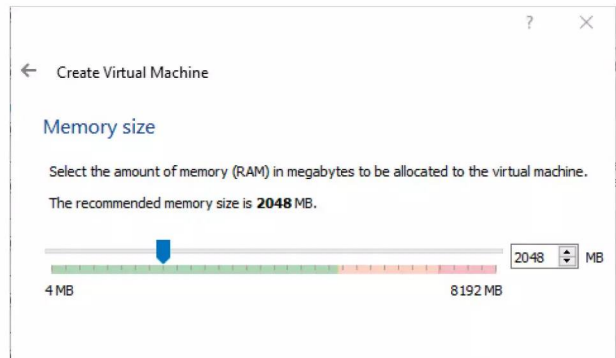 ?
Create Virtual Machine
Memory size
Select the amount of memory (RAM) in megabytes to be allocated to the virtual machine.
The recommended memory size is 2048 MB.
2048 MB
4 MB 8192 MB